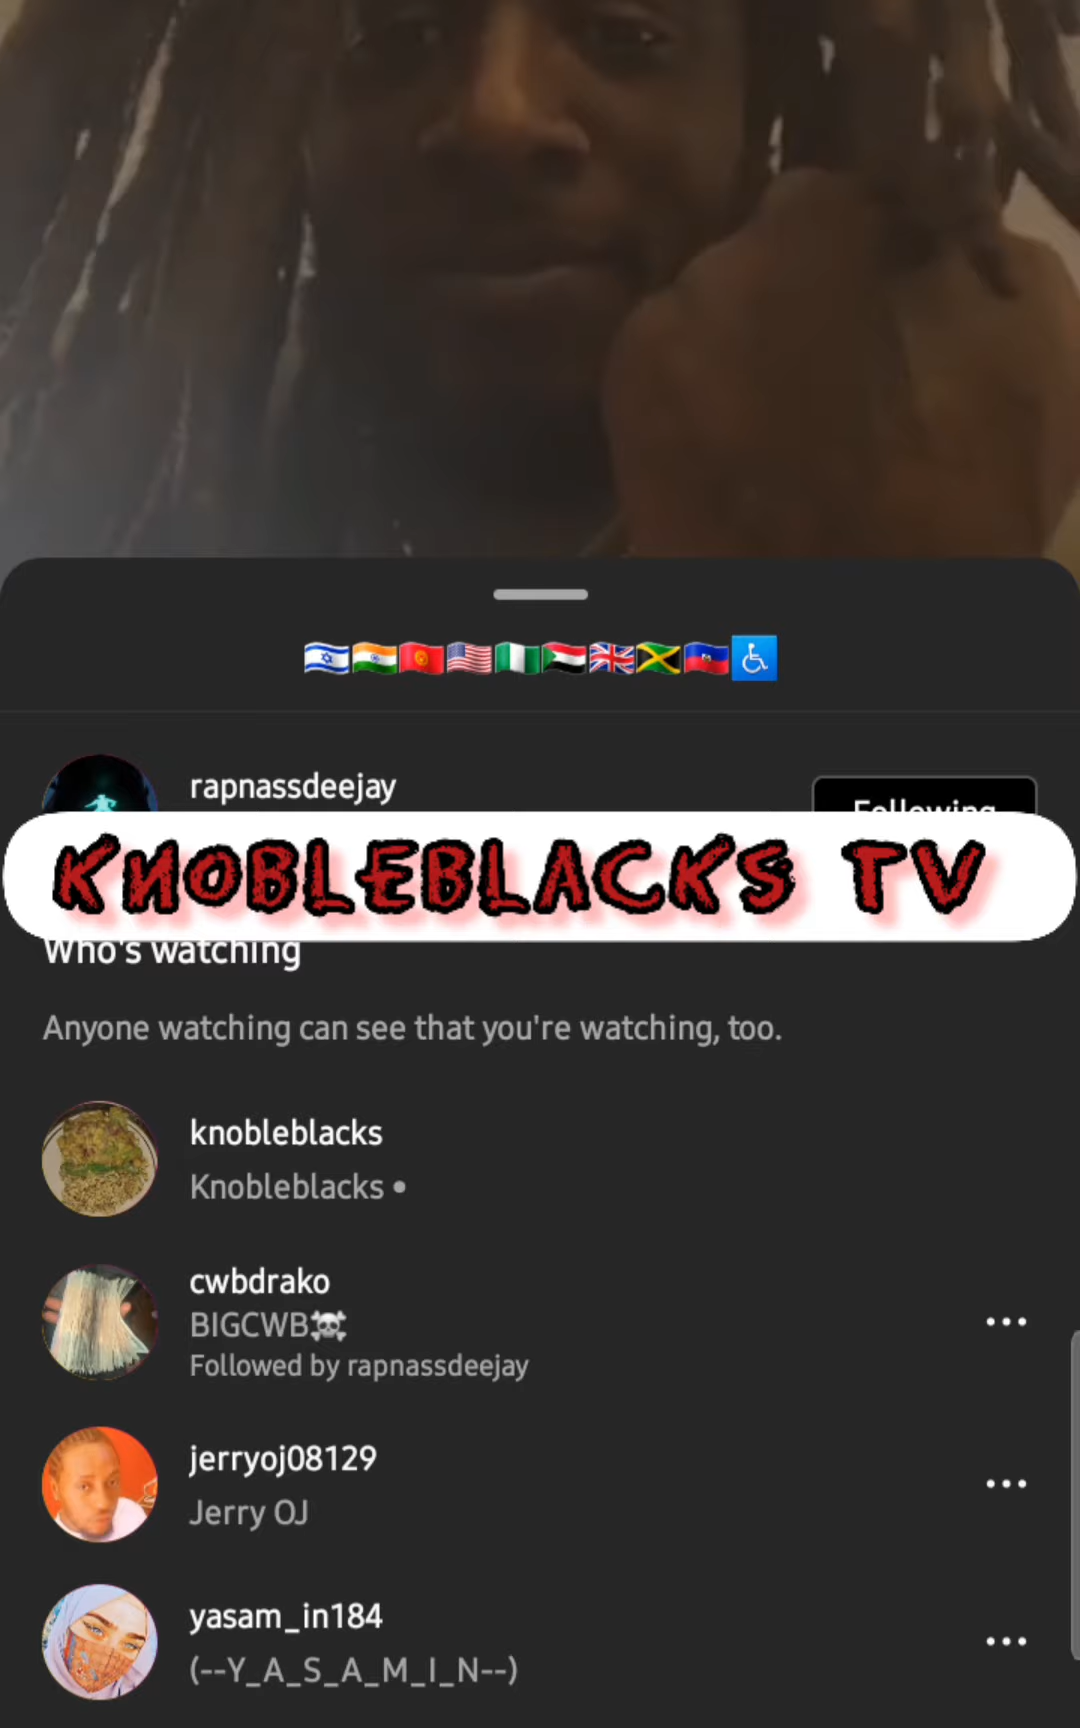 🇮🇱🇮🇳🇰🇬🇺🇸🇳🇬🇸🇩🇬🇧🇯🇲🇭🇹♿
rapnassdeejay
Following
KNOBLEBLACKS TV
Who's watching
Anyone watching can see that you're watching, too.
knobleblacks
Knobleblacks •
cwbdrako
BIGCWB☠️
Followed by rapnassdeejay
jerryoj08129
Jerry OJ
yasam_in184
(--Y_A_S_A_M_I_N--)